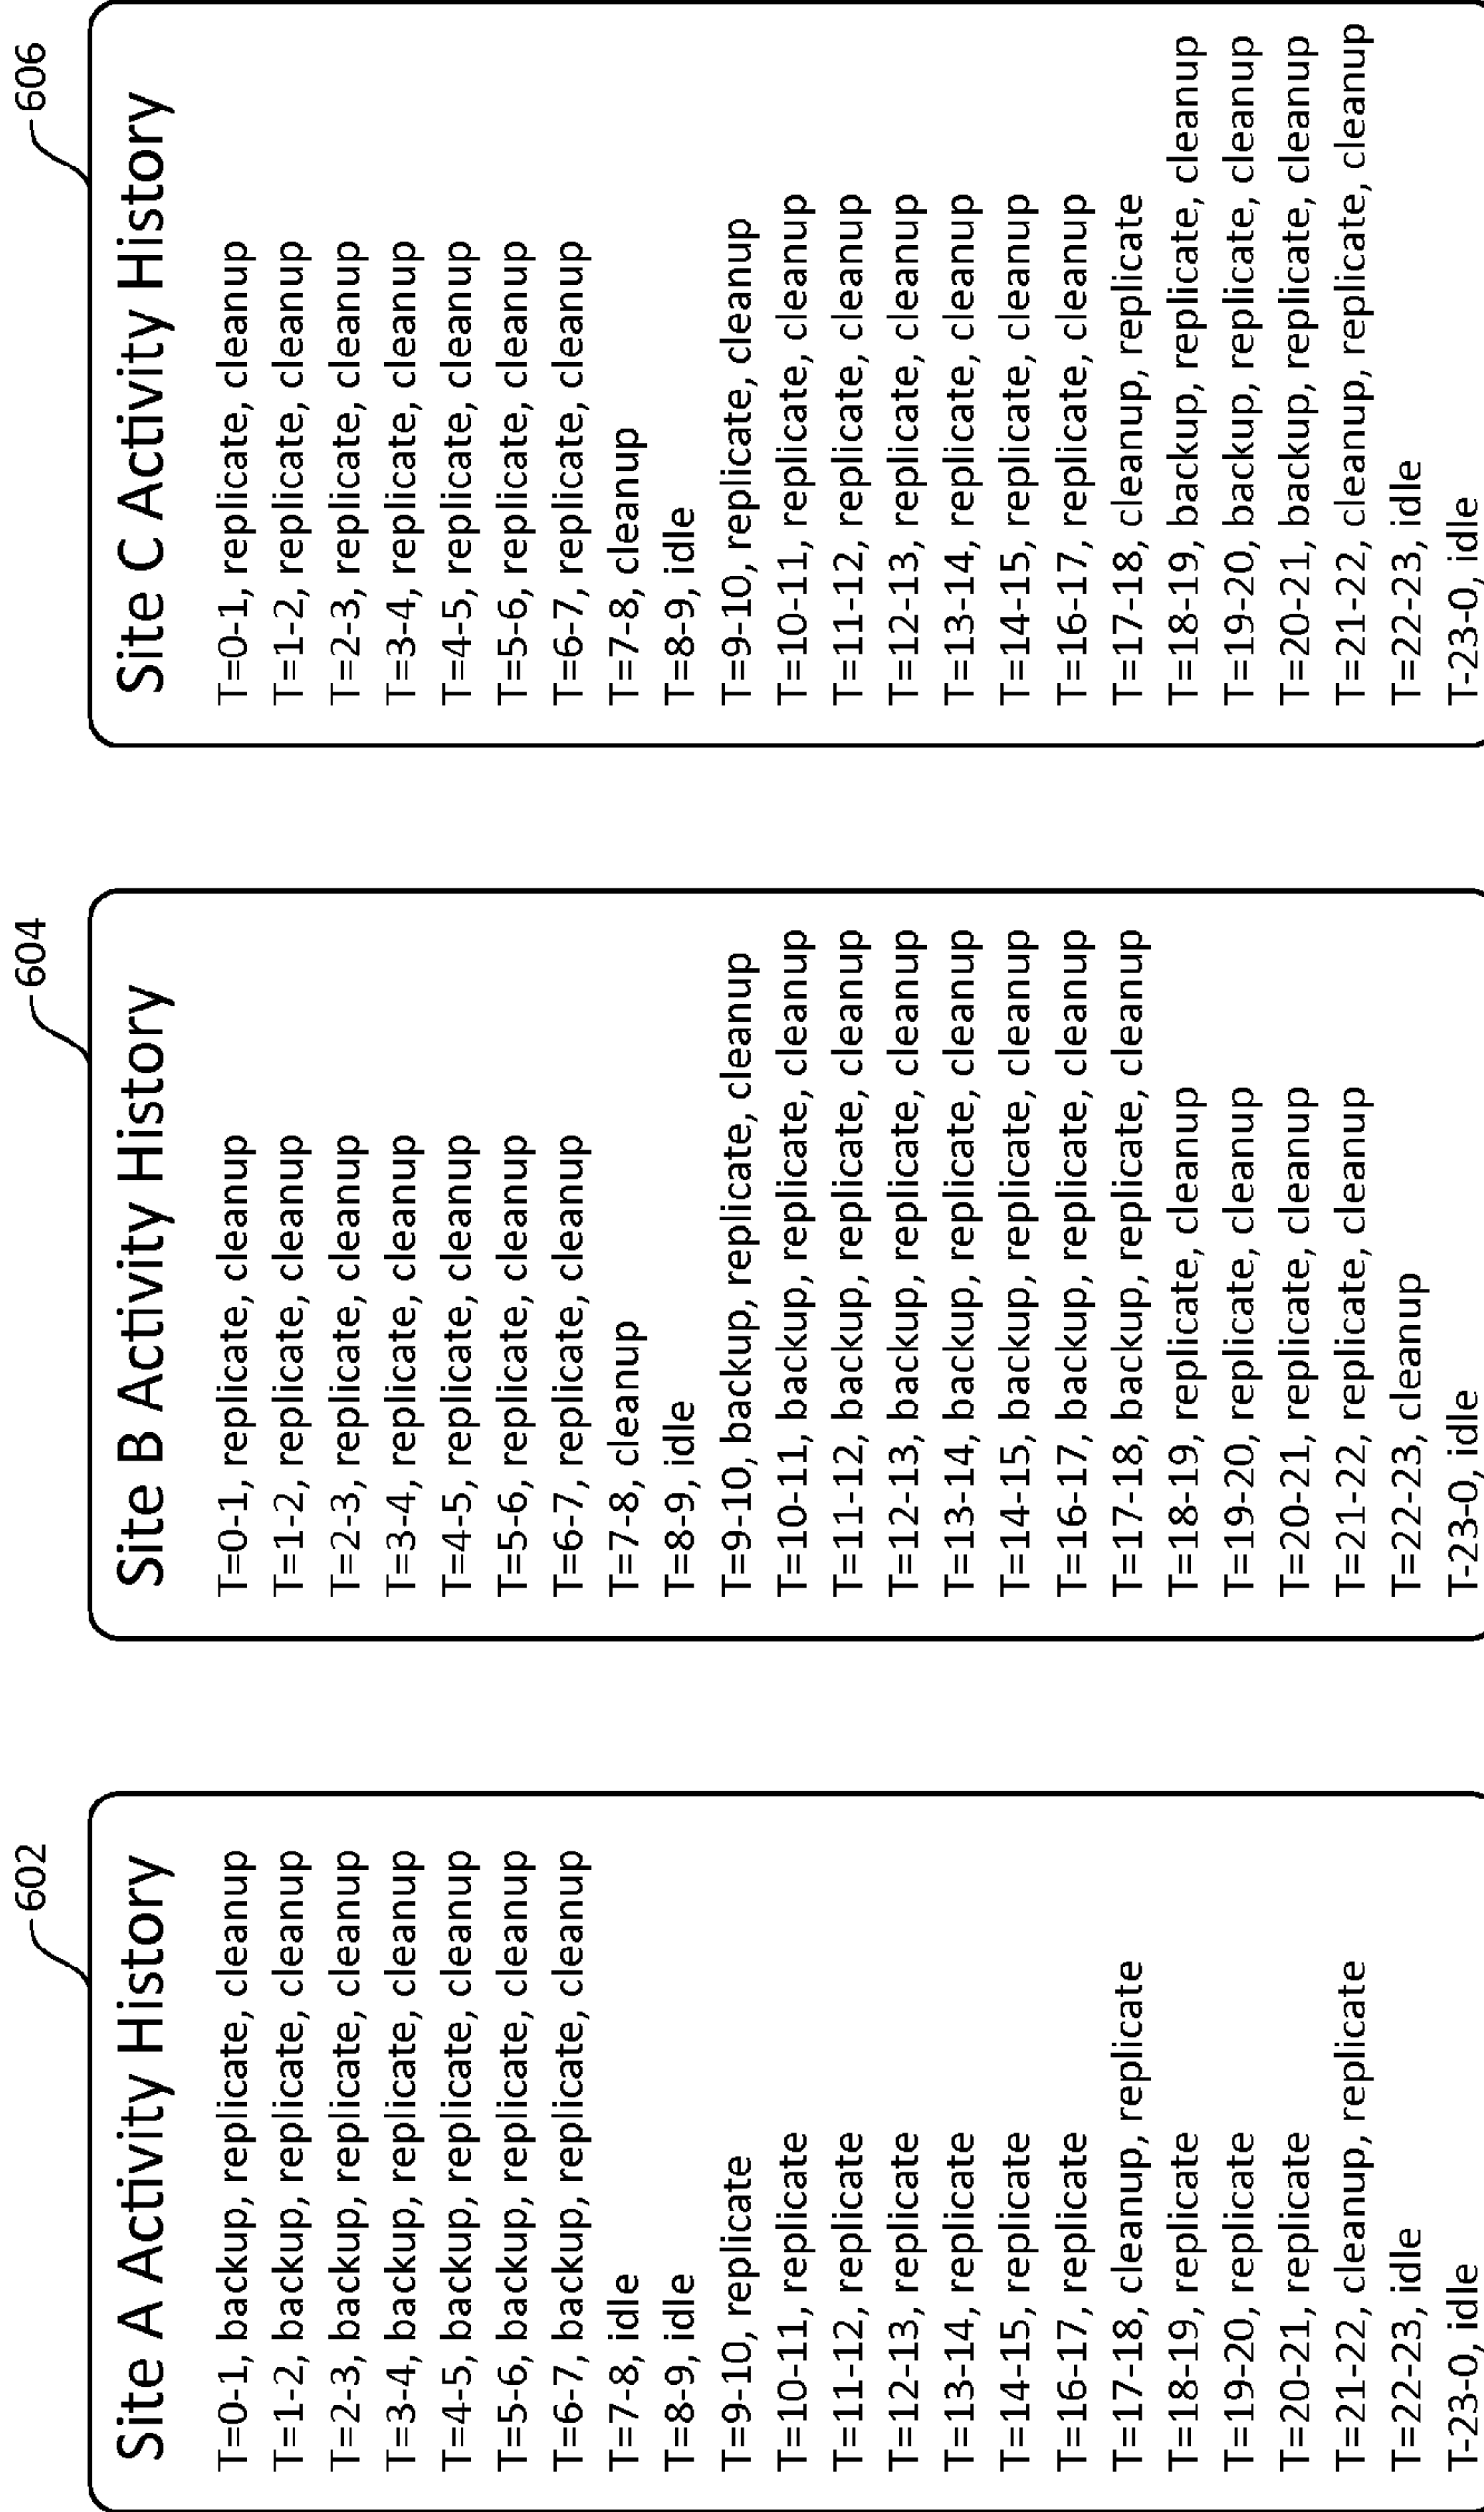 602
Site A Activity History
T=0-1, backup, replicate, cleanup
T=1-2, backup, replicate, cleanup
T=2-3, backup, replicate, cleanup
T=3-4, backup, replicate, cleanup
T=4-5, backup, replicate, cleanup
T=5-6, backup, replicate, cleanup
T=6-7, backup, replicate, cleanup
T=7-8, idle
T=8-9, idle
T=9-10, replicate
T=10-11, replicate
T=11-12, replicate
T=12-13, replicate
T=13-14, replicate
T=14-15, replicate
T=16-17, replicate
T=17-18, cleanup, replicate
T=18-19, replicate
T=19-20, replicate
T=20-21, replicate
T=21-22, cleanup, replicate
T=22-23, idle
T-23-0, idle
604
Site B Activity History
T=0-1, replicate, cleanup
T=1-2, replicate, cleanup
T=2-3, replicate, cleanup
T=3-4, replicate, cleanup
T=4-5, replicate, cleanup
T=5-6, replicate, cleanup
T=6-7, replicate, cleanup
T=7-8, cleanup
T=8-9, idle
T=9-10, backup, replicate, cleanup
T=10-11, backup, replicate, cleanup
T=11-12, backup, replicate, cleanup
T=12-13, backup, replicate, cleanup
T=13-14, backup, replicate, cleanup
T=14-15, backup, replicate, cleanup
T=16-17, backup, replicate, cleanup
T=17-18, backup, replicate, cleanup
T=18-19, replicate, cleanup
T=19-20, replicate, cleanup
T=20-21, replicate, cleanup
T=21-22, replicate, cleanup
T=22-23, cleanup
T-23-0, idle
606
Site C Activity History
T=0-1, replicate, cleanup
T=1-2, replicate, cleanup
T=2-3, replicate, cleanup
T=3-4, replicate, cleanup
T=4-5, replicate, cleanup
T=5-6, replicate, cleanup
T=6-7, replicate, cleanup
T=7-8, cleanup
T=8-9, idle
T=9-10, replicate, cleanup
T=10-11, replicate, cleanup
T=11-12, replicate, cleanup
T=12-13, replicate, cleanup
T=13-14, replicate, cleanup
T=14-15, replicate, cleanup
T=16-17, replicate, cleanup
T=17-18, cleanup, replicate
T=18-19, backup, replicate, cleanup
T=19-20, backup, replicate, cleanup
T=20-21, backup, replicate, cleanup
T=21-22, cleanup, replicate, cleanup
T=22-23, idle
T-23-0, idle